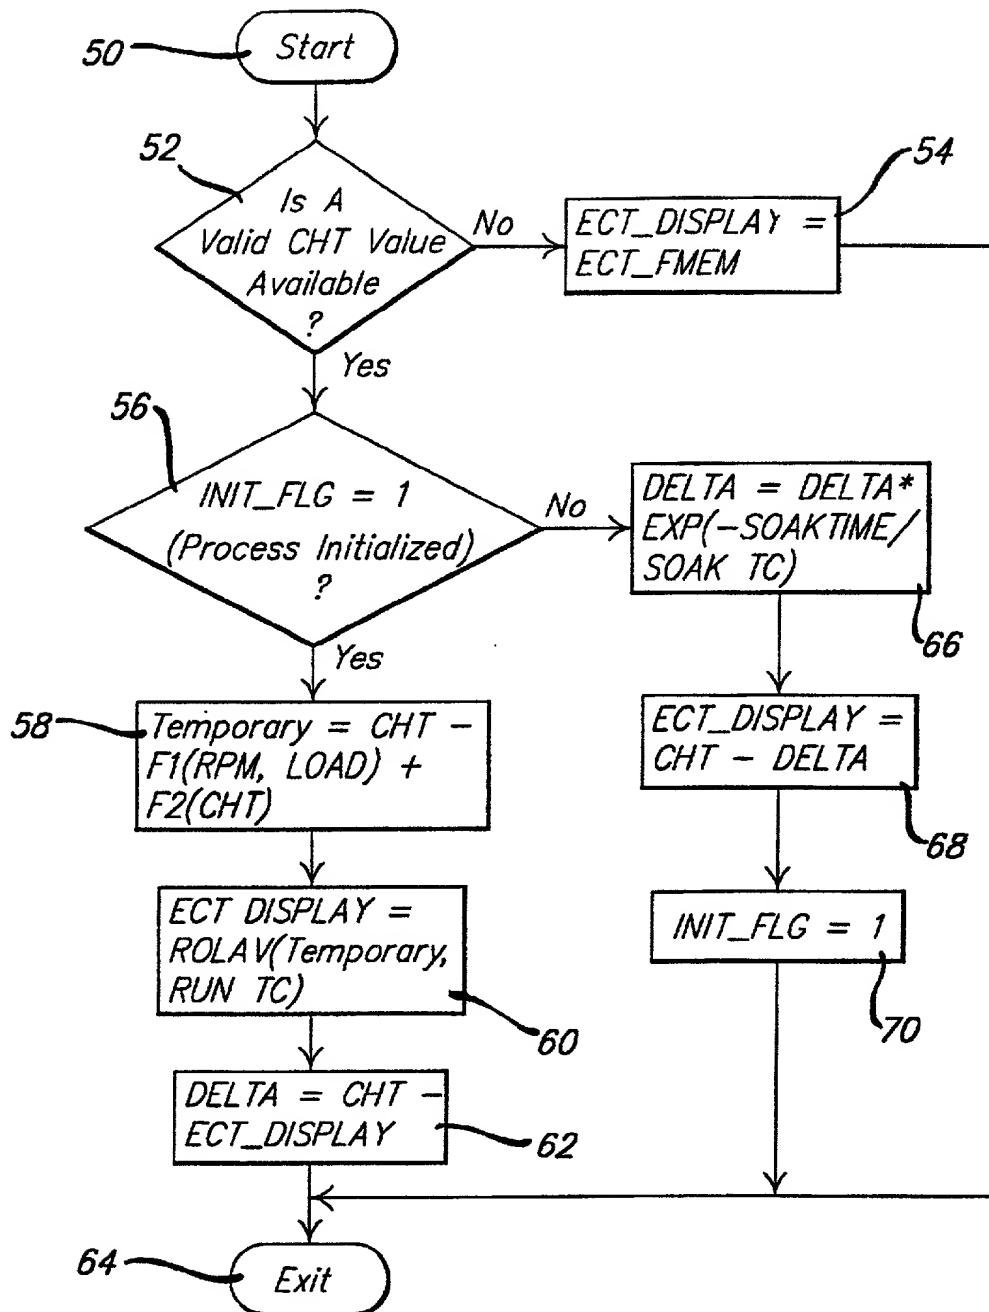 50
Start
52
Is A
Valid CHT Value
Available
?
No
54
ECT_DISPLAY =
ECT_FMEM
Yes
56
INIT_FLG = 1
(Process Initialized)
?
No
DELTA = DELTA*
EXP(-SOAKTIME/
SOAK TC)
66
Yes
58
Temporary = CHT -
F1(RPM, LOAD) +
F2(CHT)
ECT_DISPLAY =
CHT - DELTA
68
ECT DISPLAY =
ROLAV(Temporary,
RUN TC)
60
INIT_FLG = 1
70
DELTA = CHT -
ECT_DISPLAY
62
64
Exit